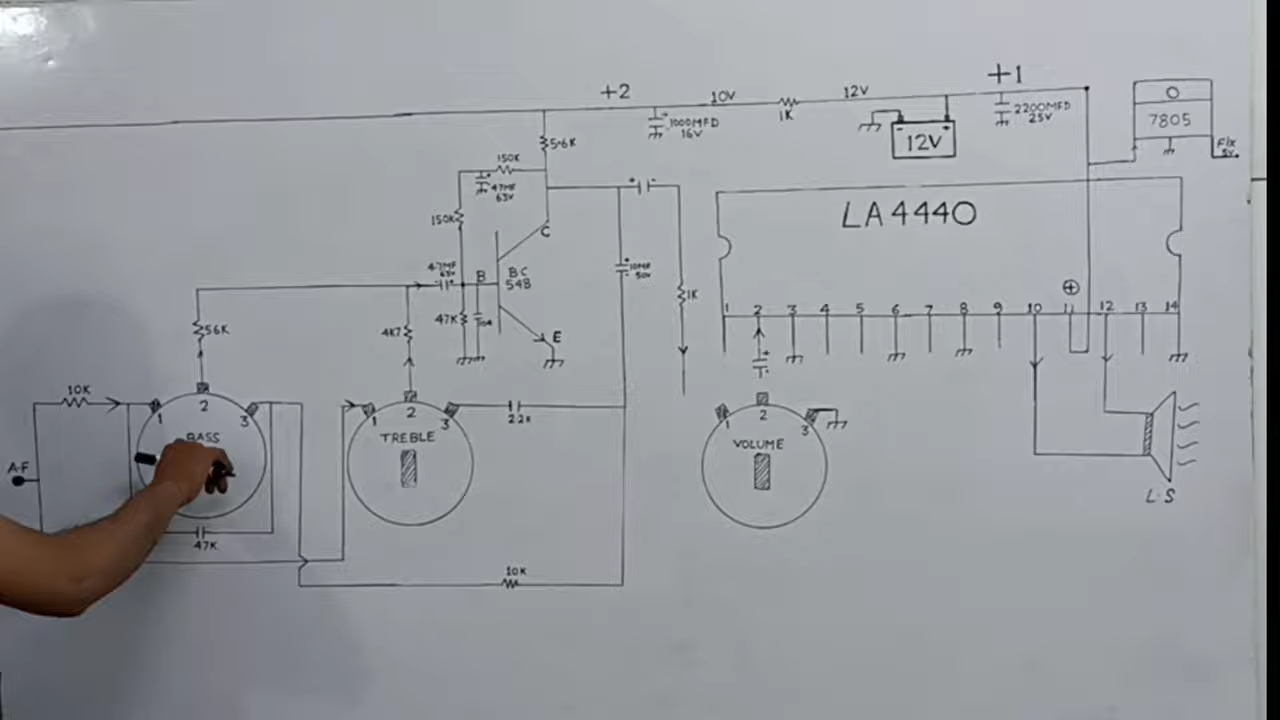 +2
10V
1K
12V
+1
2200MFD
25V
1000MFD
16V
12V
O
7805
Fix
5V.
5.6K
150K
47MF
63V
150K
C
LA4440
4.7MF
63V
B
BC
548
47K
104
E
10MF
50V
1K
56K
4K7
1 2 3 4 5 6 7 8 9 10 11 12 13 14
10K
1
2
3
BASS
A.F
47K
1
2
3
TREBLE
22K
10K
1
2
3
VOLUME
L.S